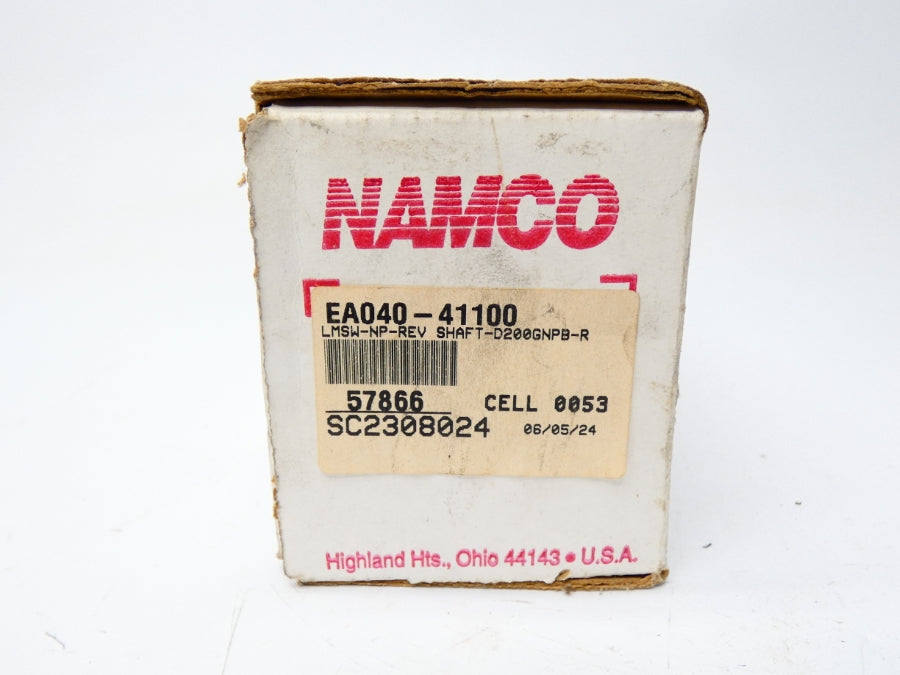 NAMCO
EA040-41100
LMSW-NP-REV SHAFT-D200GNPB-R
57866 CELL 0053
SC2308024 06/05/24
Highland Hts., Ohio 44143 • U.S.A.